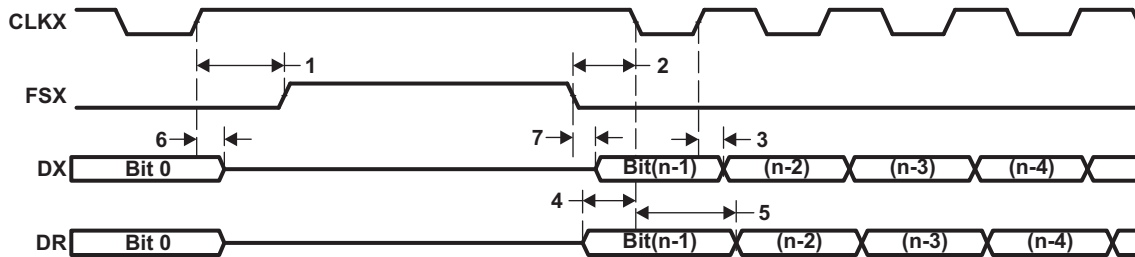 CLKX
1 2
FSX
6 7 3
DX Bit 0 Bit(n-1) (n-2) (n-3) (n-4)
4 5
DR Bit 0 Bit(n-1) (n-2) (n-3) (n-4)